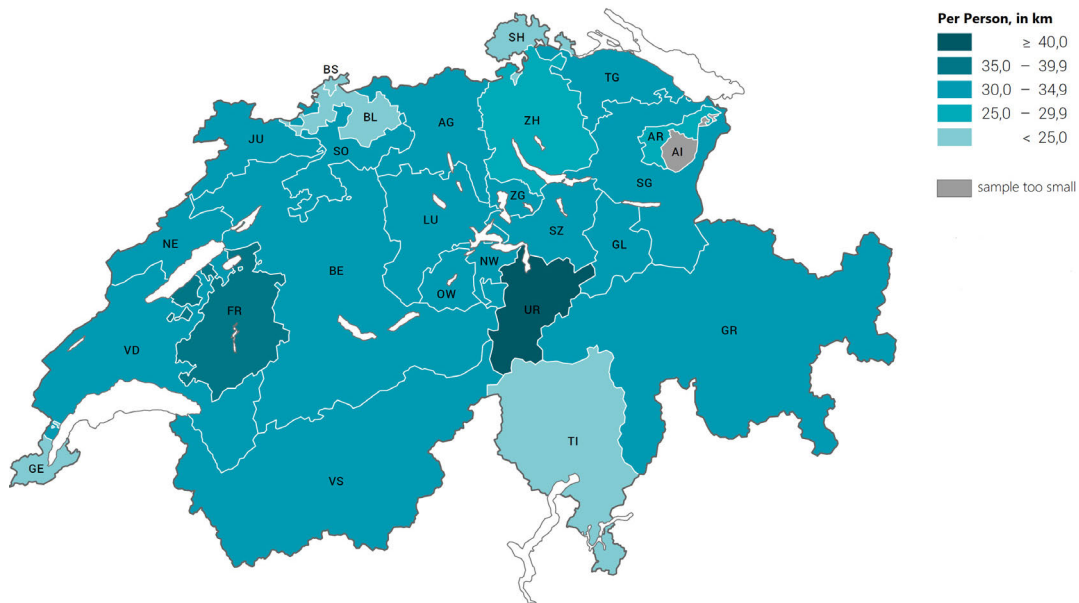 Per Person, in km
≥ 40,0
35,0 – 39,9
30,0 – 34,9
25,0 – 29,9
< 25,0
sample too small
SH
BS
TG
BL
AG
ZH
JU
AR
SO
AI
SG
ZG
LU
SZ
NE
GL
NW
BE
OW
FR
UR
GR
VD
TI
GE
VS